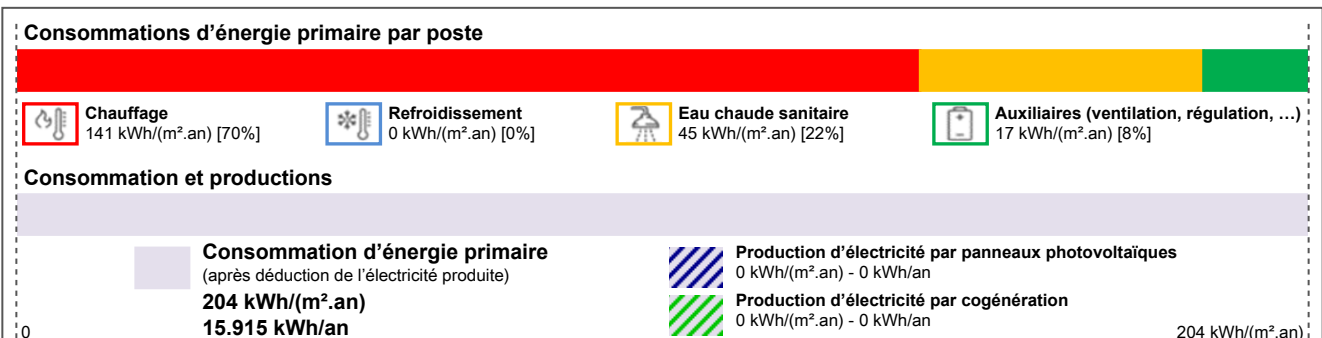 Consommations d’énergie primaire par poste
Chauffage
141 kWh/(m².an) [70%]
Refroidissement
0 kWh/(m².an) [0%]
Eau chaude sanitaire
45 kWh/(m².an) [22%]
Auxiliaires (ventilation, régulation, …)
17 kWh/(m².an) [8%]
Consommation et productions
Consommation d’énergie primaire
(après déduction de l’électricité produite)
204 kWh/(m².an)
15.915 kWh/an
Production d’électricité par panneaux photovoltaïques
0 kWh/(m².an) - 0 kWh/an
Production d’électricité par cogénération
0 kWh/(m².an) - 0 kWh/an
0
204 kWh/(m².an)